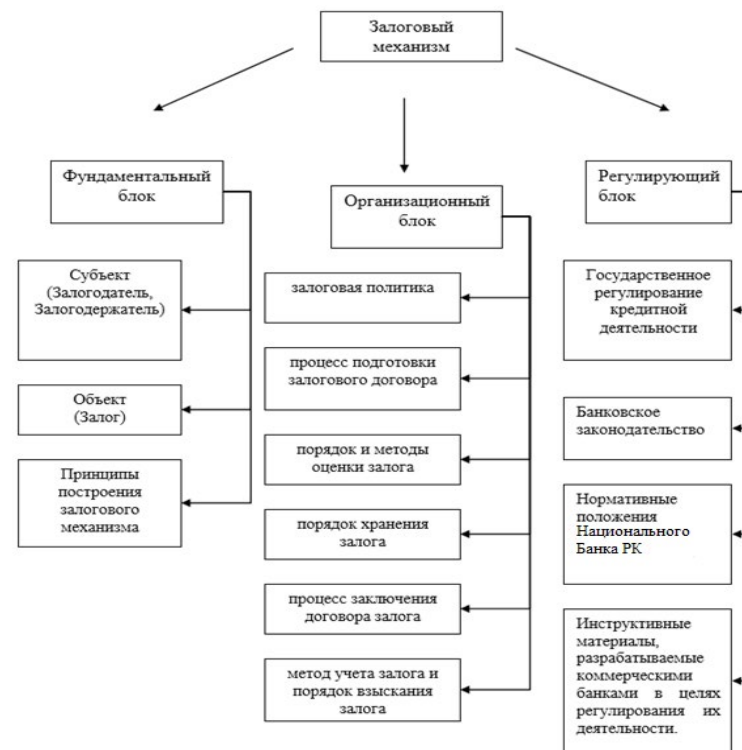 Залоговый
механизм
Фундаментальный
блок
Субъект
(Залогодатель,
Залогодержатель)
Объект
(Залог)
Принципы
построения
залогового
механизма
Организационный
блок
залоговая политика
процесс подготовки
залогового договора
порядок и методы
оценки залога
порядок хранения
залога
процесс заключения
договора залога
метод учета залога и
порядок взыскания
залога
Регулирующий
блок
Государственное
регулирование
кредитной
деятельности
Банковское
законодательство
Нормативные
положения
Национального
Банка РК
Инструктивные
материалы,
разрабатываемые
коммерческими
банками в целях
регулирования их
деятельности.